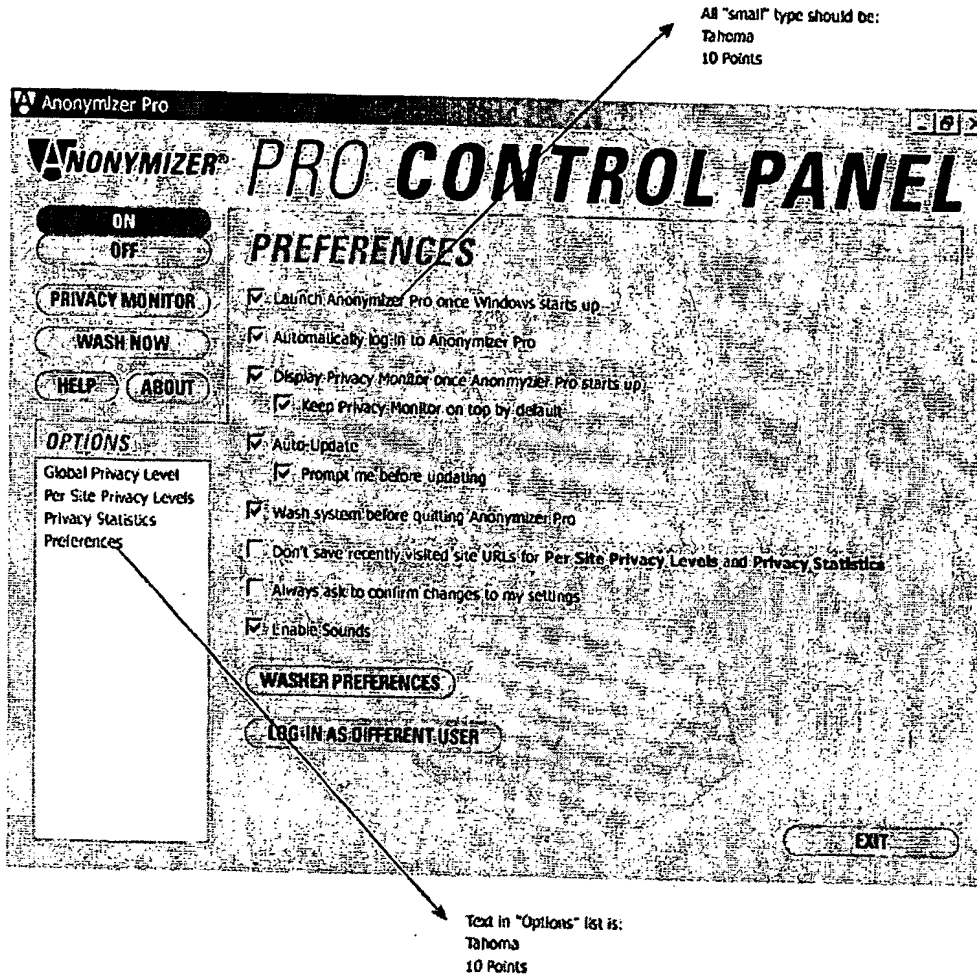 All "small" type should be:
Tahoma
10 Points
Anonymizer Pro
ANONYMIZER®
PRO CONTROL PANEL
ON
OFF
PRIVACY MONITOR
WASH NOW
HELP ABOUT
OPTIONS
Global Privacy Level
Per Site Privacy Levels
Privacy Statistics
Preferences
PREFERENCES
Launch Anonymizer Pro once Windows starts up
Automatically log-in to Anonymizer Pro
Display Privacy Monitor once Anonmyzier Pro starts up
Keep Privacy Monitor on top by default
Auto-Update
Prompt me before updating
Wash system before quitting Anonymizer Pro
Don't save recently visited site URLs for Per Site Privacy Levels and Privacy Statistics
Always ask to confirm changes to my settings
Enable Sounds
WASHER PREFERENCES
LOG-IN AS DIFFERENT USER
EXIT
Text in "Options" list is:
Tahoma
10 Points